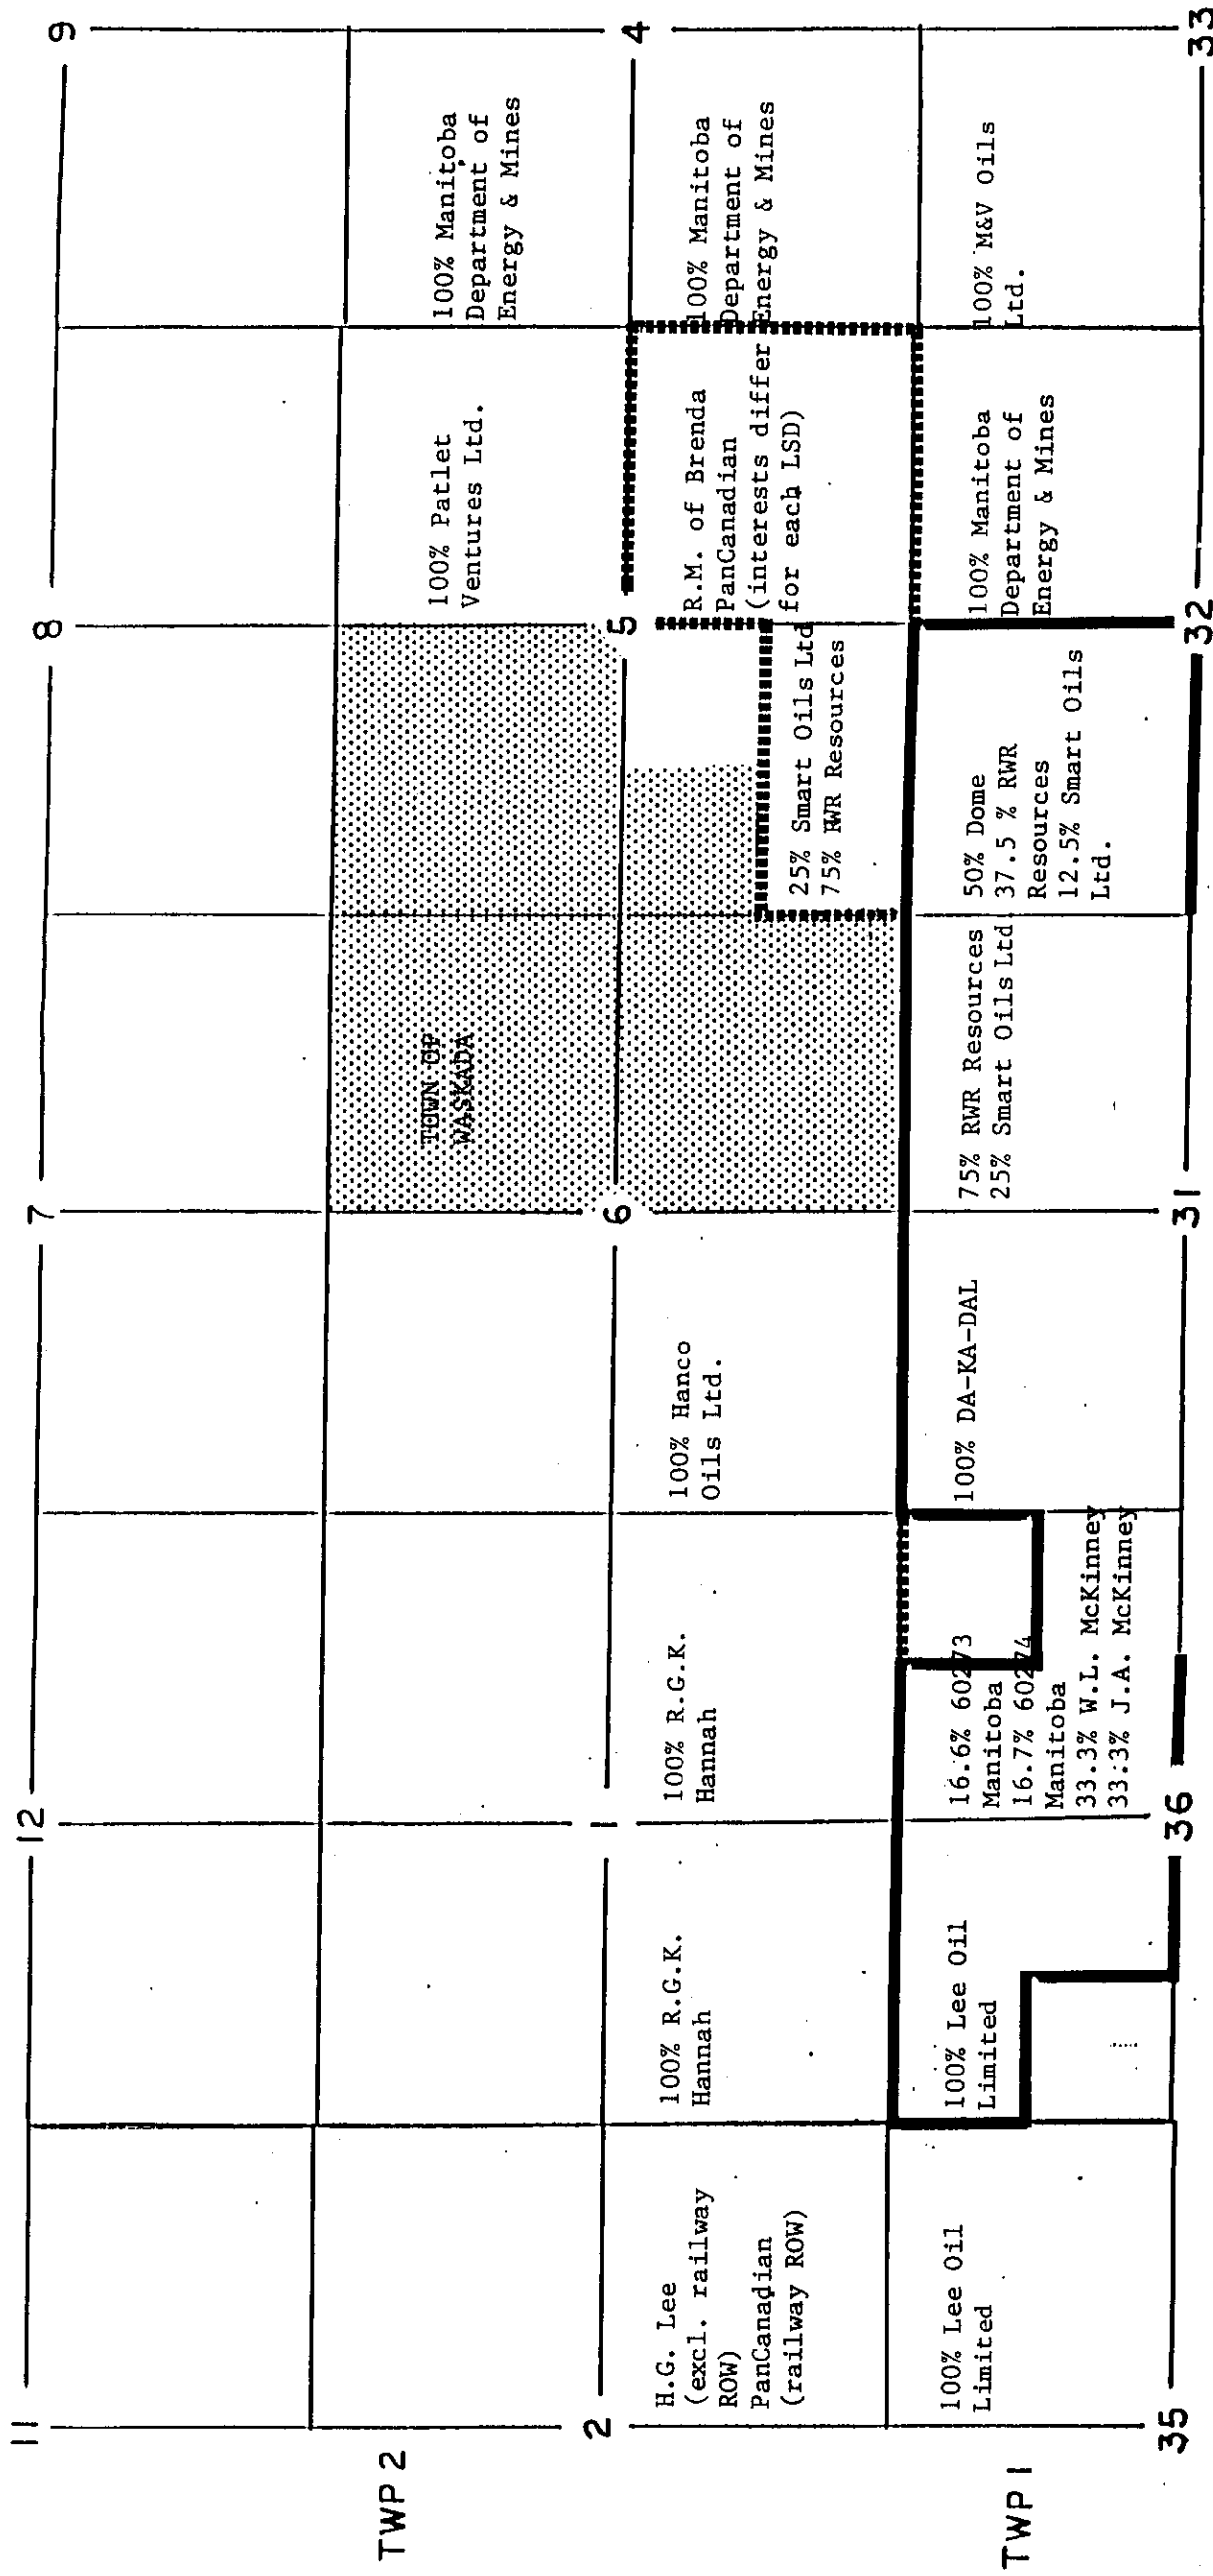 11
12
7
8
9
TWP 2
TOWN OF
WASKADA
100% Patlet
Ventures Ltd.
100% Manitoba
Department of
Energy & Mines
2
1
6
5
4
H.G. Lee
(excl. railway
ROW)
PanCanadian
(railway ROW)
100% R.G.K.
Hannah
100% R.G.K.
Hannah
100% Hanco
Oils Ltd.
25% Smart Oils Ltd
75% RWR Resources
R.M. of Brenda
PanCanadian
(interests differ
for each LSD)
100% Manitoba
Department of
Energy & Mines
TWP 1
100% Lee Oil
Limited
100% Lee Oil
Limited
16.6% 60273
Manitoba
16.7% 60274
Manitoba
33.3% W.L. McKinney
33.3% J.A. McKinney
100% DA-KA-DAL
75% RWR Resources
25% Smart Oils Ltd
50% Dome
37.5 % RWR
Resources
12.5% Smart Oils
Ltd.
100% Manitoba
Department of
Energy & Mines
100% M&V Oils
Ltd.
35
36
31
32
33